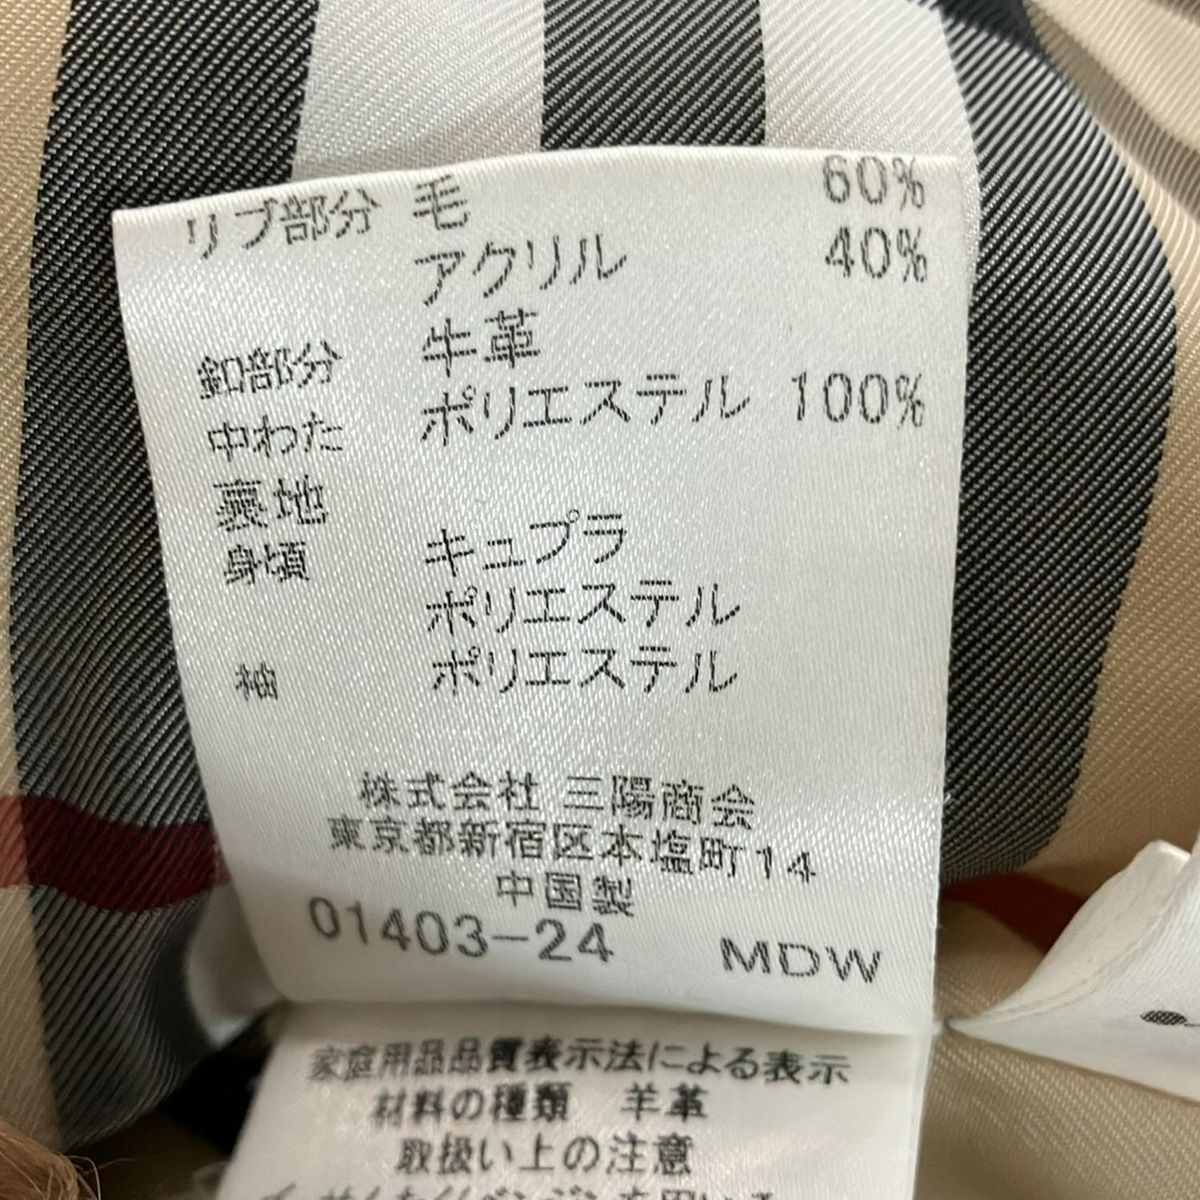 リブ部分 毛 60%
アクリル 40%
釦部分 牛革
中わた ポリエステル 100%
裏地
身頃 キュプラ
ポリエステル
袖 ポリエステル
株式会社 三陽商会
東京都新宿区本塩町14
中国製
01403-24 MDW
家庭用品品質表示法による表示
材料の種類 羊革
取扱い上の注意